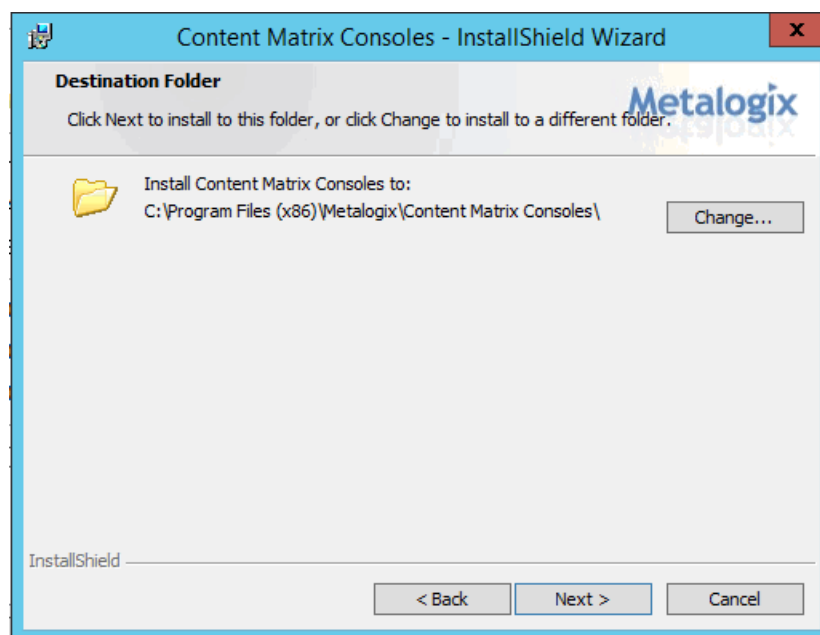 Content Matrix Consoles - InstallShield Wizard
x
Destination Folder
Click Next to install to this folder, or click Change to install to a different folder.
Metalogix
Install Content Matrix Consoles to:
C:\Program Files (x86)\Metalogix\Content Matrix Consoles\
Change...
InstallShield
< Back
Next >
Cancel